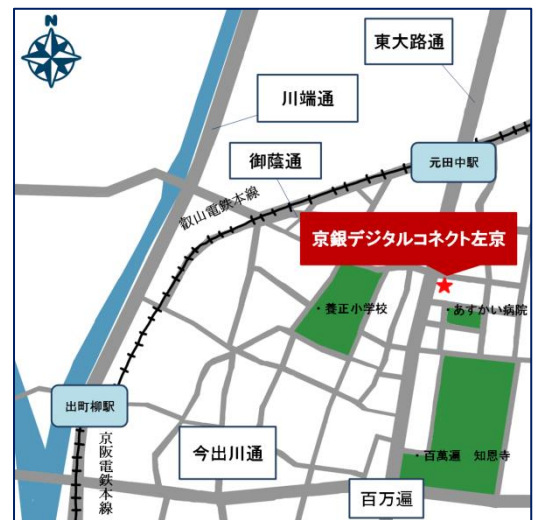 N
東大路通
川端通
御蔭通
元田中駅
叡山電鉄本線
京銀デジタルコネクト左京
・養正小学校
・あすかい病院
出町柳駅
京阪電鉄本線
今出川通
・百萬遍 知恩寺
百万遍